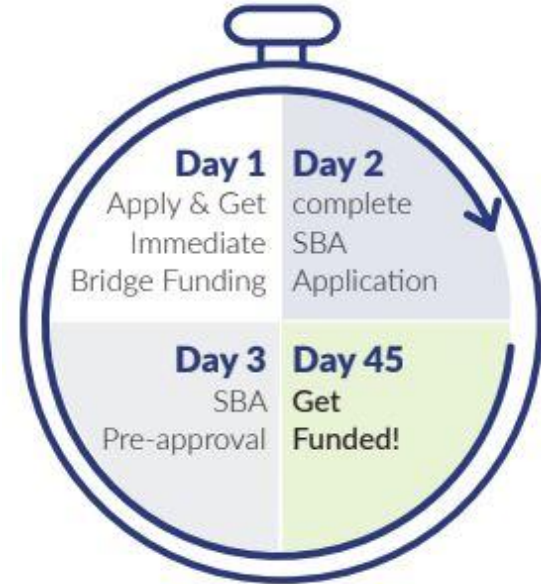 Day 1
Apply & Get
Immediate
Bridge Funding
Day 2
complete
SBA
Application
Day 3
SBA
Pre-approval
Day 45
Get
Funded!